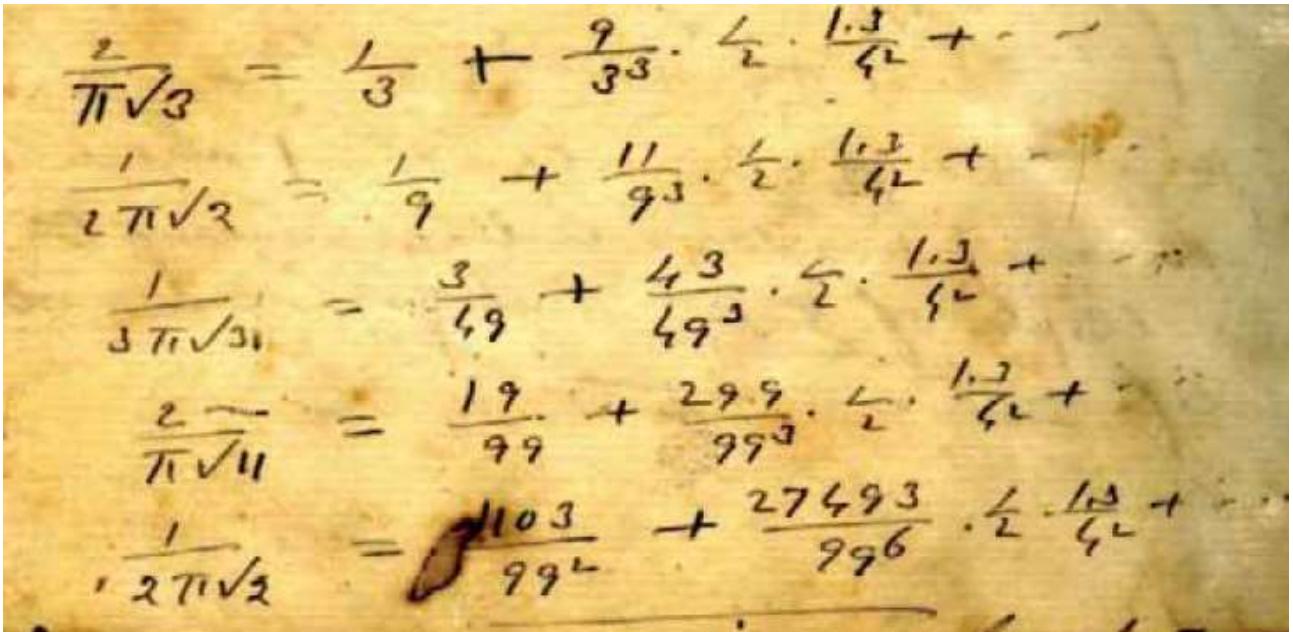 2/(π√3) = 1/3 + 9/3³ · 1/2 · 1.3/4² + - -
1/(2π√2) = 1/9 + 11/9³ · 1/2 · 1.3/4² + - - -
1/(3π√3) = 3/49 + 43/49³ · 1/2 · 1.3/4² + - - -
2/(π√11) = 19/99 + 299/99³ · 1/2 · 1.3/4² + - - -
1/(2π√2) = 1103/99² + 27493/99⁶ · 1/2 · 1.3/4² + - - -